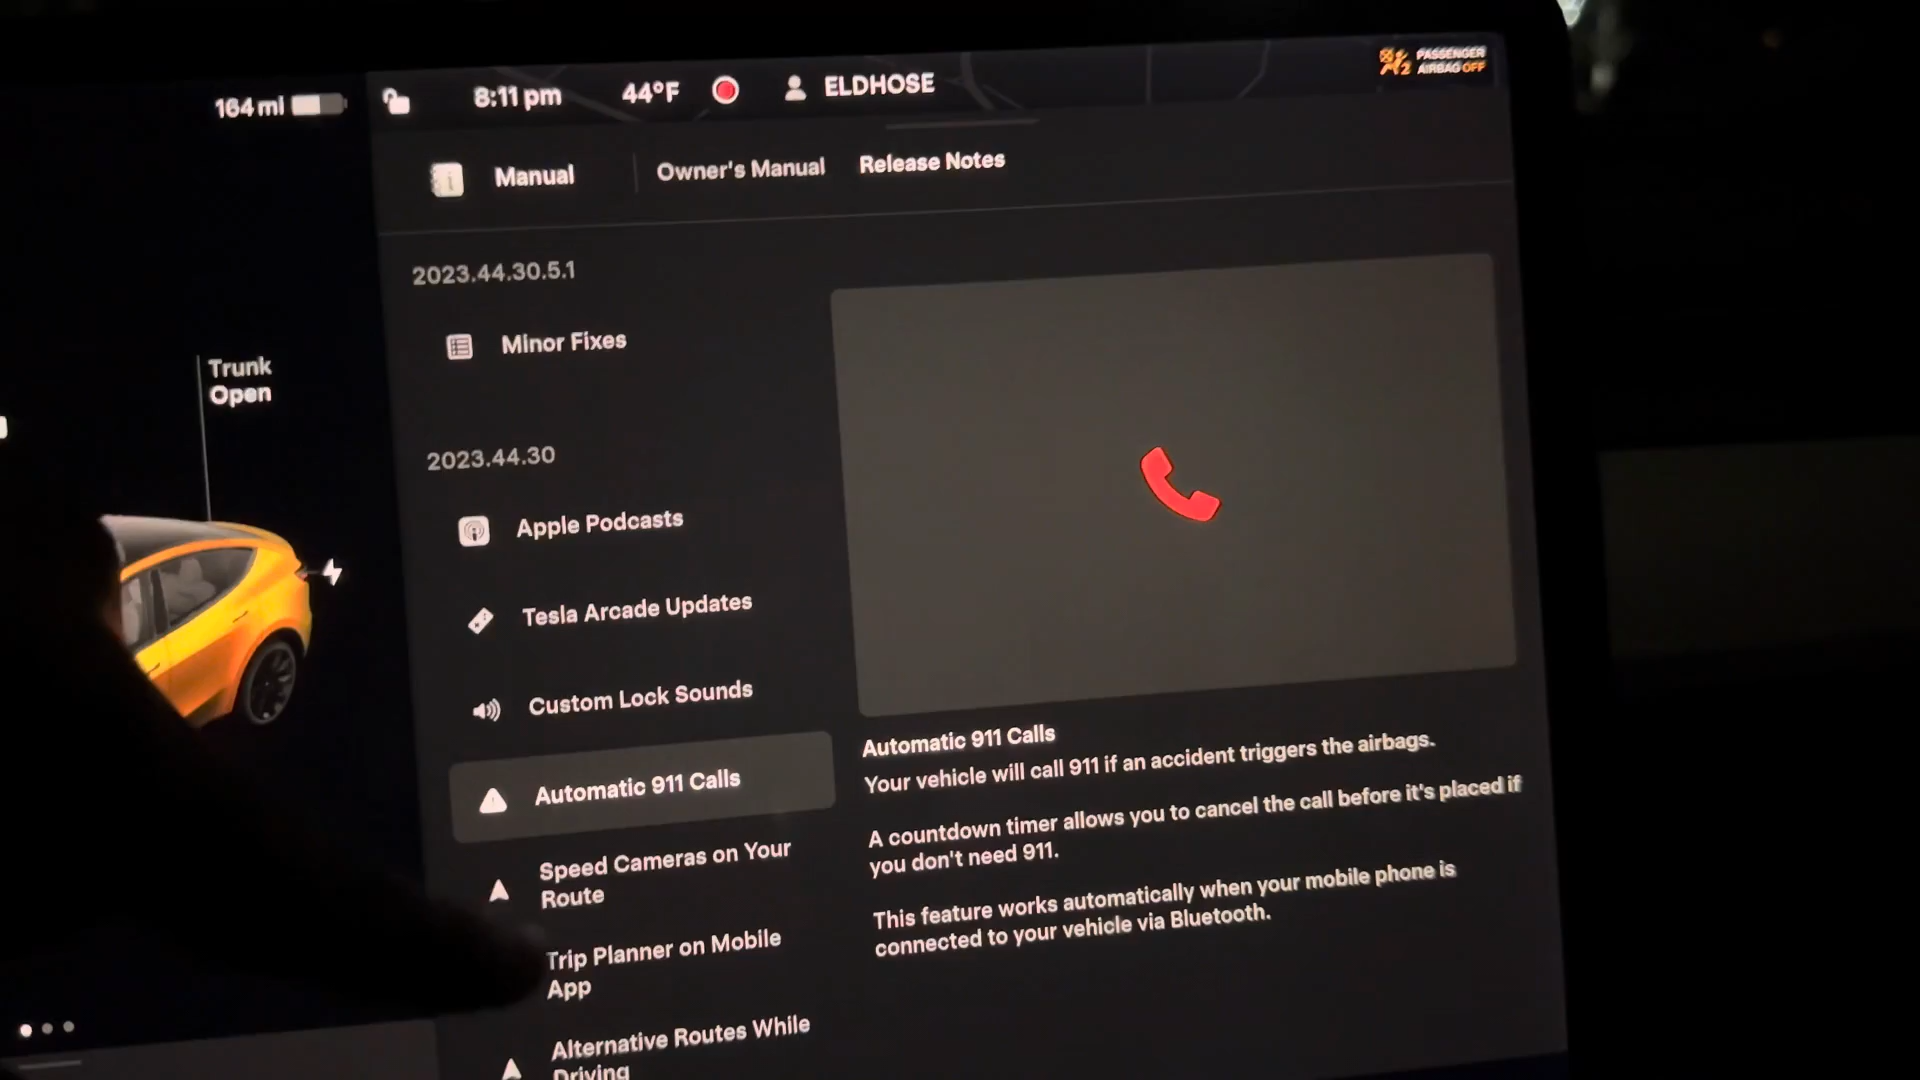 164 mi
8:11 pm
44°F
ELDHOSE
PASSENGER
AIRBAG OFF
Manual
Owner's Manual
Release Notes
Trunk
Open
2023.44.30.5.1
Minor Fixes
2023.44.30
Apple Podcasts
Tesla Arcade Updates
Custom Lock Sounds
Automatic 911 Calls
Speed Cameras on Your
Route
Trip Planner on Mobile
App
Alternative Routes While
Driving
Automatic 911 Calls
Your vehicle will call 911 if an accident triggers the airbags.
A countdown timer allows you to cancel the call before it's placed if
you don't need 911.
This feature works automatically when your mobile phone is
connected to your vehicle via Bluetooth.